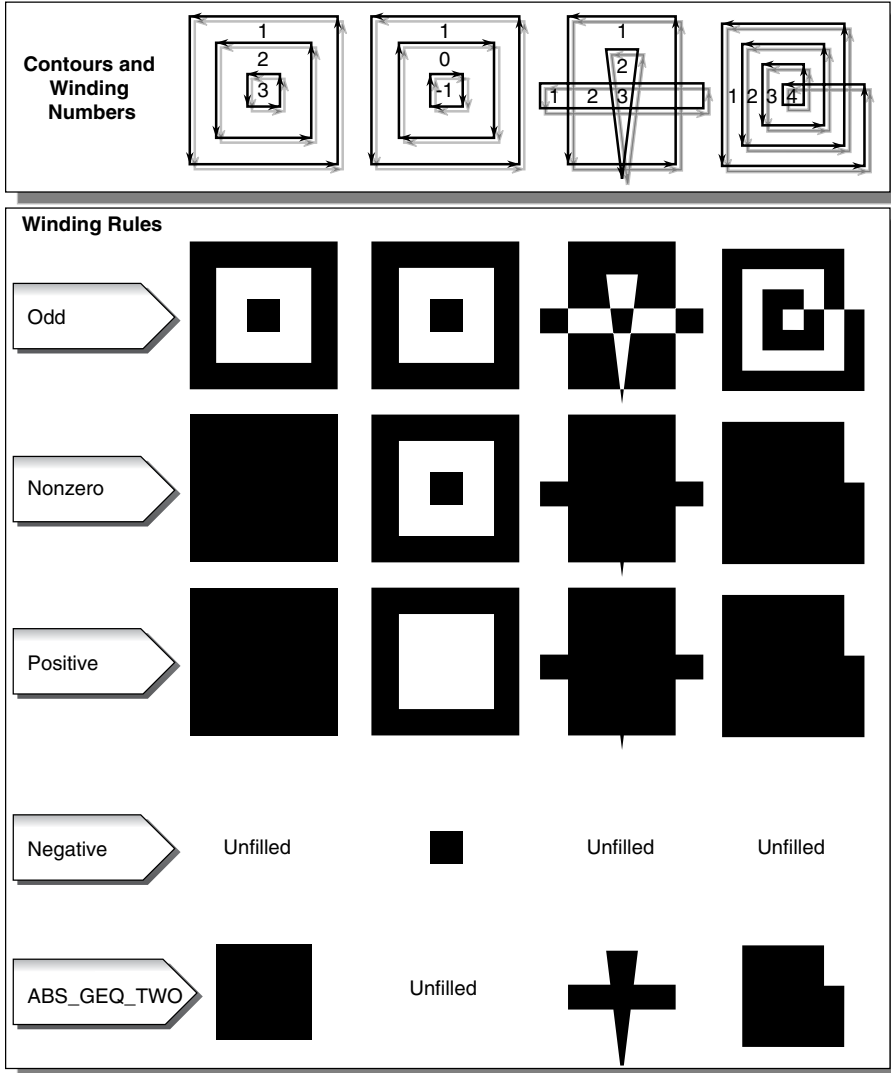 Contours and
Winding
Numbers
1
2
3
1
0
-1
1
2
1 2 3
1 2 3 4
Winding Rules
Odd
Nonzero
Positive
Negative
Unfilled
Unfilled
Unfilled
ABS_GEQ_TWO
Unfilled